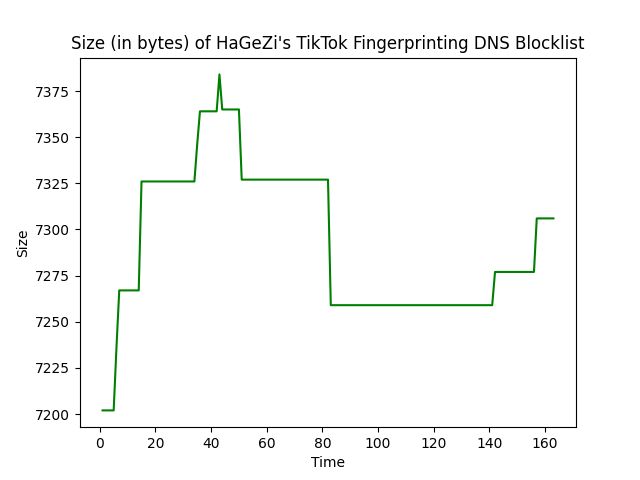 Size (in bytes) of HaGeZi's TikTok Fingerprinting DNS Blocklist
7375
7350
7325
7300
7275
7250
7225
7200
Size
0 20 40 60 80 100 120 140 160
Time